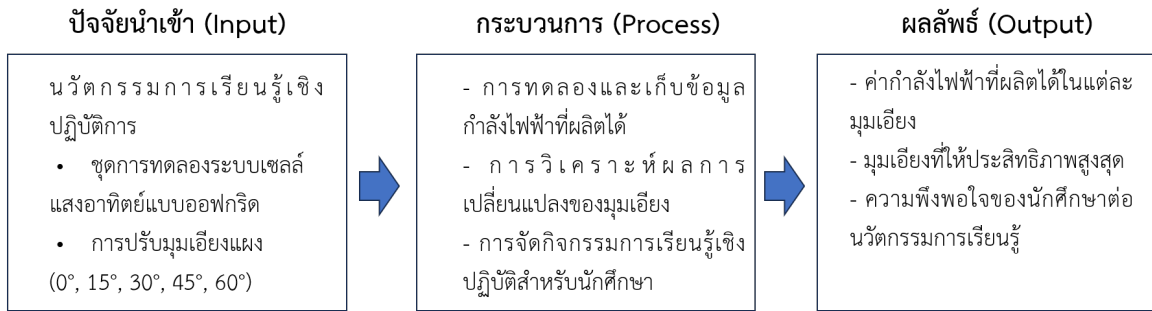 ปัจจัยนำเข้า (Input)
นวัตกรรมการเรียนรู้เชิง
ปฏิบัติการ
• ชุดการทดลองระบบเซลล์
แสงอาทิตย์แบบออฟกริด
• การปรับมุมเอียงแผง
(0°, 15°, 30°, 45°, 60°)
กระบวนการ (Process)
- การทดลองและเก็บข้อมูล
กำลังไฟฟ้าที่ผลิตได้
- การวิเคราะห์ผลการ
เปลี่ยนแปลงของมุมเอียง
- การจัดกิจกรรมการเรียนรู้เชิง
ปฏิบัติสำหรับนักศึกษา
ผลลัพธ์ (Output)
- ค่ากำลังไฟฟ้าที่ผลิตได้ในแต่ละ
มุมเอียง
- มุมเอียงที่ให้ประสิทธิภาพสูงสุด
- ความพึงพอใจของนักศึกษาต่อ
นวัตกรรมการเรียนรู้